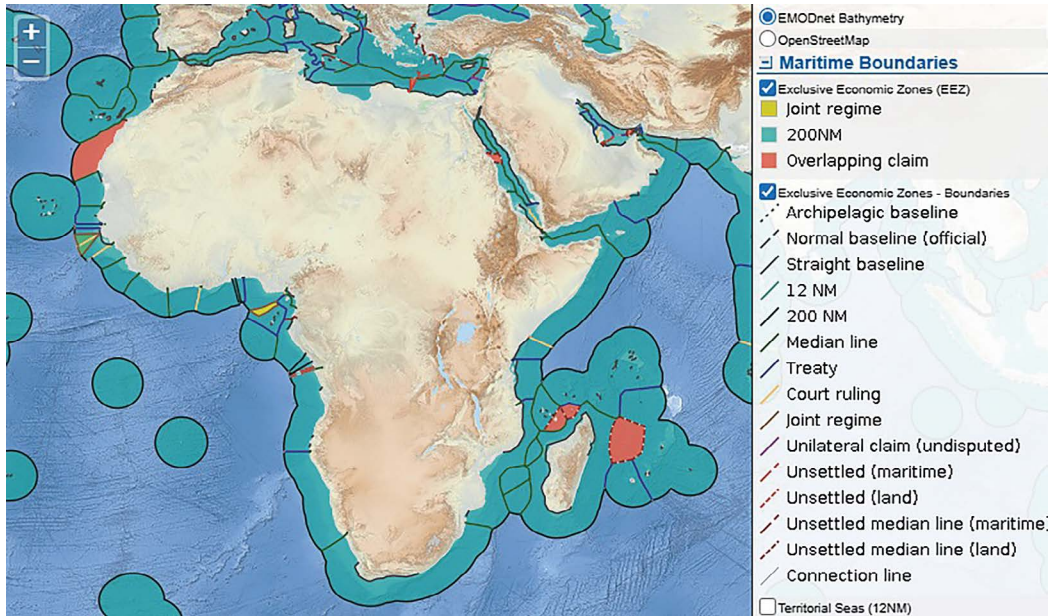 +
−
EMODnet Bathymetry
OpenStreetMap
Maritime Boundaries
Exclusive Economic Zones (EEZ)
Joint regime
200NM
Overlapping claim
Exclusive Economic Zones - Boundaries
Archipelagic baseline
Normal baseline (official)
Straight baseline
12 NM
200 NM
Median line
Treaty
Court ruling
Joint regime
Unilateral claim (undisputed)
Unsettled (maritime)
Unsettled (land)
Unsettled median line (maritime)
Unsettled median line (land)
Connection line
Territorial Seas (12NM)